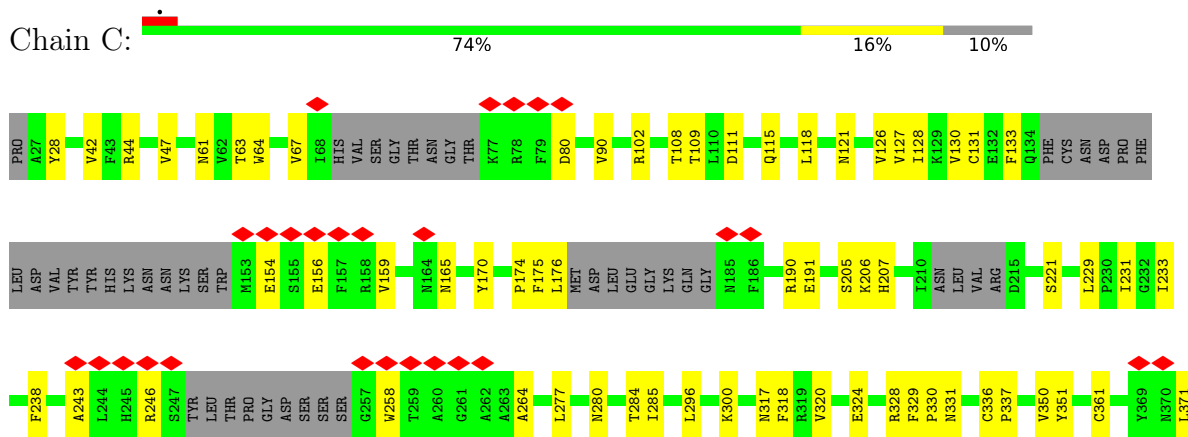 Chain C:
74% 16% 10%
PRO A27 Y28 V42 F43 R44 V47 N61 V62 T63 W64 V67 I68 HIS VAL SER GLY THR ASN GLY THR K77 R78 F79 D80 V90 R102 T108 T109 L110 D111 Q115 L118 N121 V126 V127 I128 K129 V130 C131 E132 F133 Q134 PHE CYS ASN ASP PRO PHE
LEU ASP VAL TYR TYR HIS LYS ASN ASN LYS SER TRP M153 E154 S155 E156 F157 R158 V159 N164 N165 Y170 P174 F175 L176 MET ASP LEU GLU GLY LYS GLN GLY N185 F186 R190 E191 S205 K206 H207 I210 ASN LEU VAL ARG D215 S221 L229 P230 I231 G232 I233
F238 A243 L244 H245 R246 S247 TYR LEU THR PRO GLY ASP SER SER SER G257 W258 T259 A260 G261 A262 A263 A264 L277 N280 T284 I285 L296 K300 N317 F318 R319 V320 E324 R328 F329 P330 N331 C336 P337 V350 Y351 C361 Y369 N370 L371